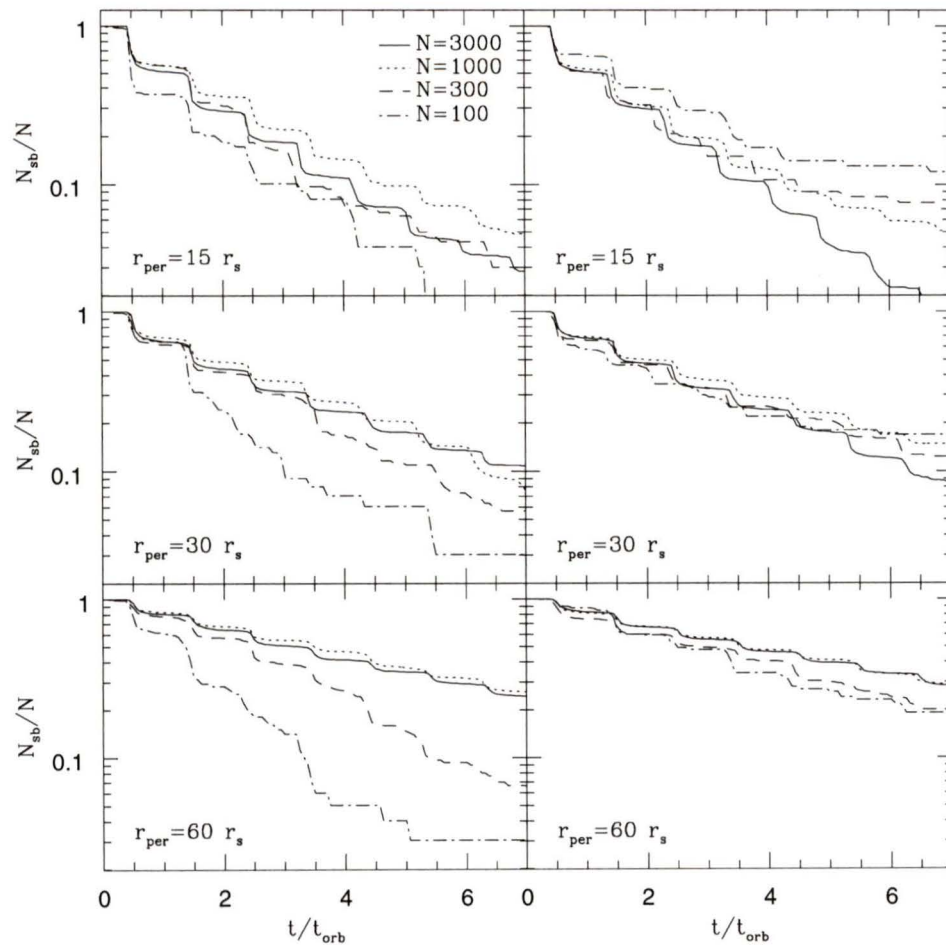 1
0.1
N_sb/N
N=3000
N=1000
N=300
N=100
r_per=15 r_s
r_per=15 r_s
1
0.1
N_sb/N
r_per=30 r_s
r_per=30 r_s
1
0.1
N_sb/N
r_per=60 r_s
r_per=60 r_s
0 2 4 6 2 4 6
t/t_orb t/t_orb